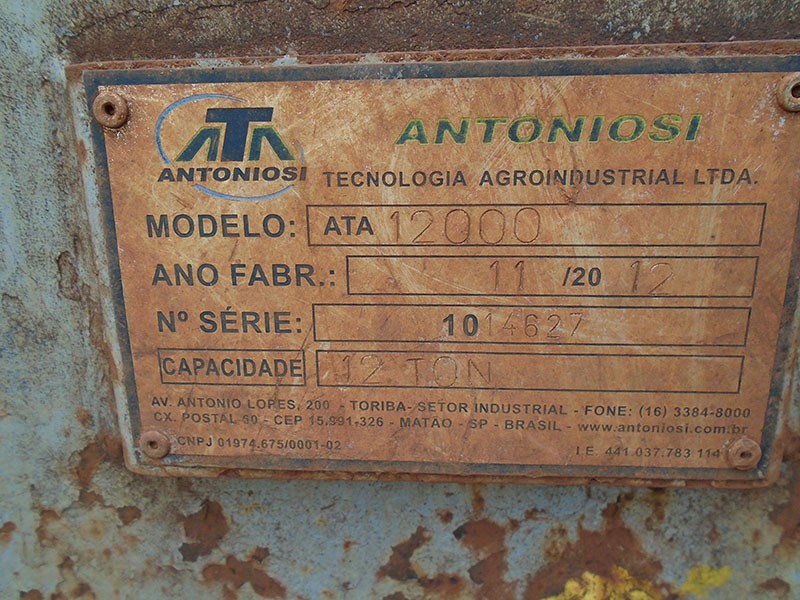 ATA
ANTONIOSI
ANTONIOSI
TECNOLOGIA AGROINDUSTRIAL LTDA.
MODELO: ATA 12000
ANO FABR.: 11 /20 12
Nº SÉRIE: 1014627
CAPACIDADE 12 TON
AV. ANTONIO LOPES, 200 - TORIBA- SETOR INDUSTRIAL - FONE: (16) 3384-8000
CX. POSTAL 60 - CEP 15.991-326 - MATÃO - SP - BRASIL - www.antoniosi.com.br
CNPJ 01974.675/0001-02 I.E. 441.037.783 114